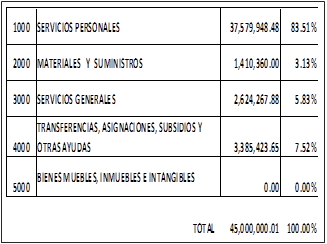 1000 SERVICIOS PERSONALES 37,579,948.48 83.51%
2000 MATERIALES Y SUMINISTROS 1,410,360.00 3.13%
3000 SERVICIOS GENERALES 2,624,267.88 5.83%
TRANSFERENCIAS, ASIGNACIONES, SUBSIDIOS Y
4000 OTRAS AYUDAS 3,385,423.65 7.52%
BIENES MUEBLES, INMUEBLES E INTANGIBLES
5000 0.00 0.00%
TOTAL 45,000,000.01 100.00%